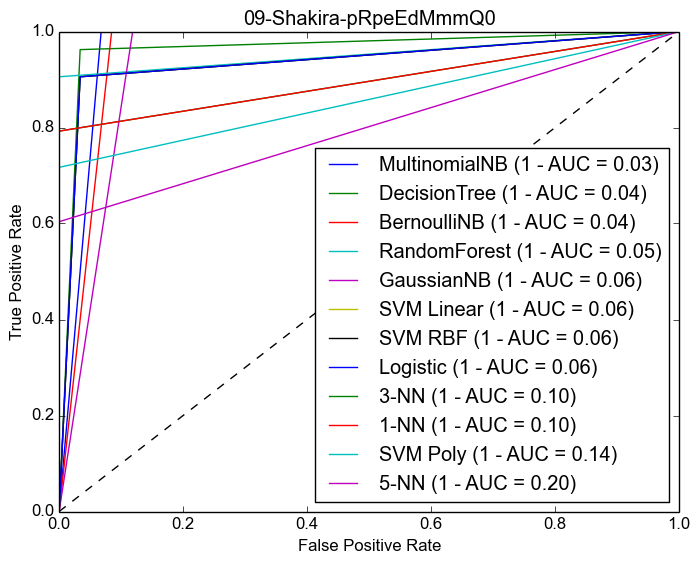 09-Shakira-pRpeEdMmmQ0
1.0
0.8
0.6
0.4
0.2
0.0
True Positive Rate
MultinomialNB (1 - AUC = 0.03)
DecisionTree (1 - AUC = 0.04)
BernoulliNB (1 - AUC = 0.04)
RandomForest (1 - AUC = 0.05)
GaussianNB (1 - AUC = 0.06)
SVM Linear (1 - AUC = 0.06)
SVM RBF (1 - AUC = 0.06)
Logistic (1 - AUC = 0.06)
3-NN (1 - AUC = 0.10)
1-NN (1 - AUC = 0.10)
SVM Poly (1 - AUC = 0.14)
5-NN (1 - AUC = 0.20)
0.0 0.2 0.4 0.6 0.8 1.0
False Positive Rate